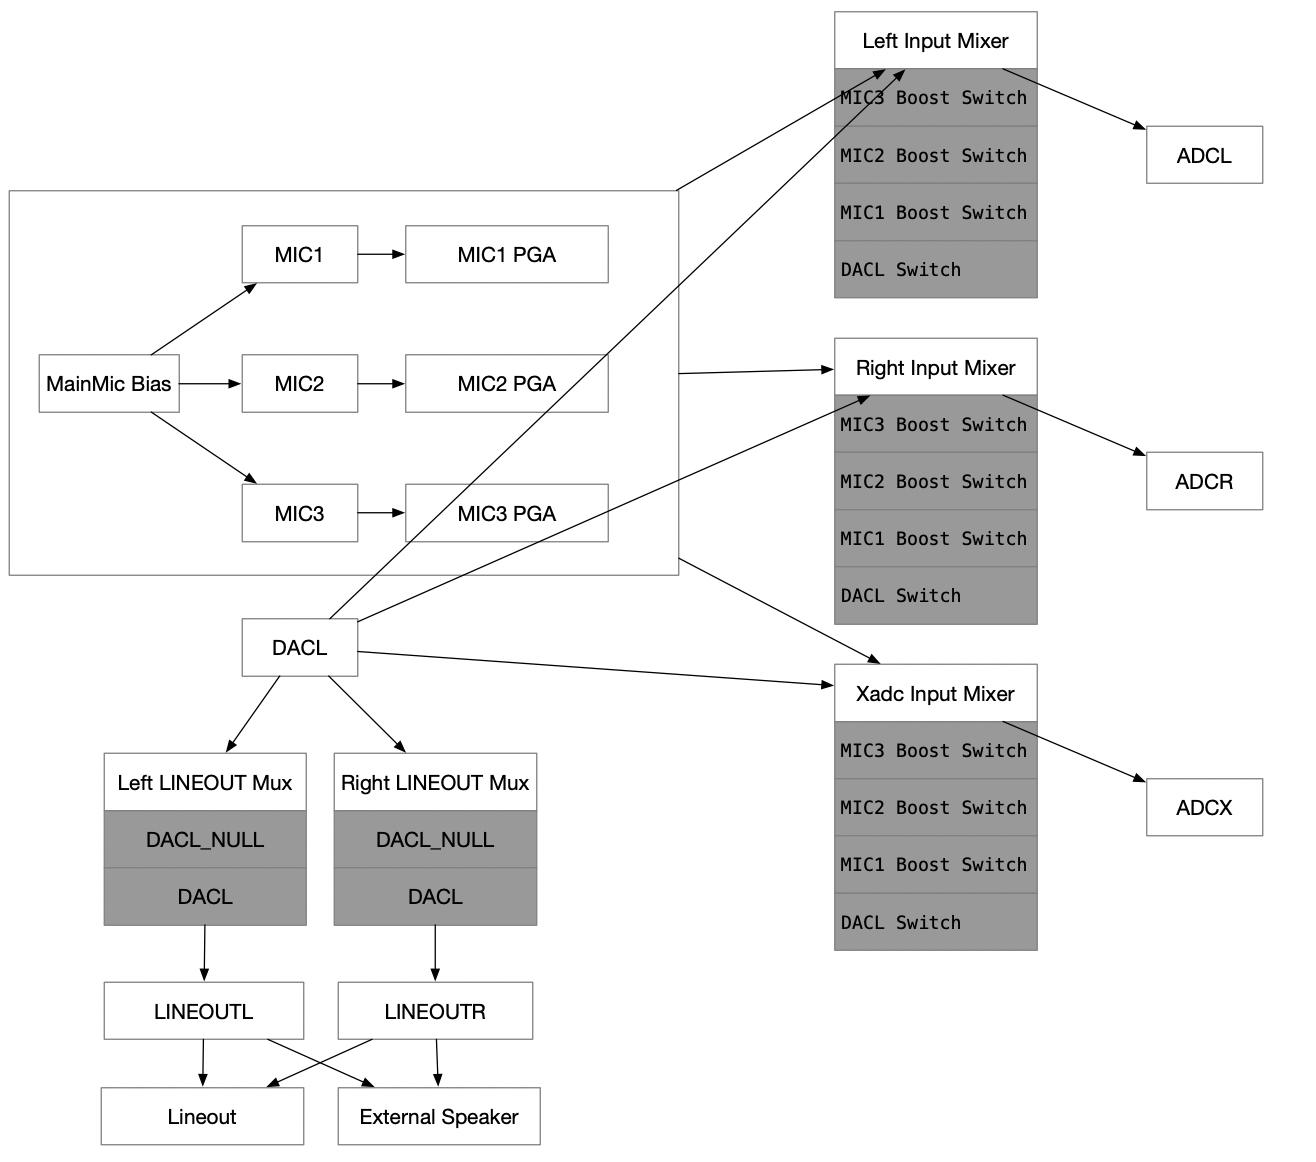 Left Input Mixer
MIC3 Boost Switch
MIC2 Boost Switch
MIC1 Boost Switch
DACL Switch
ADCL
MIC1
MIC1 PGA
MainMic Bias
MIC2
MIC2 PGA
MIC3
MIC3 PGA
Right Input Mixer
MIC3 Boost Switch
MIC2 Boost Switch
MIC1 Boost Switch
DACL Switch
ADCR
DACL
Xadc Input Mixer
MIC3 Boost Switch
MIC2 Boost Switch
MIC1 Boost Switch
DACL Switch
ADCX
Left LINEOUT Mux
DACL_NULL
DACL
Right LINEOUT Mux
DACL_NULL
DACL
LINEOUTL
LINEOUTR
Lineout
External Speaker